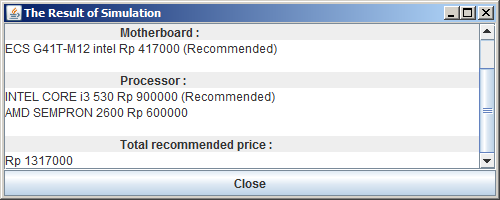 The Result of Simulation
Motherboard :
ECS G41T-M12 intel Rp 417000 (Recommended)
Processor :
INTEL CORE i3 530 Rp 900000 (Recommended)
AMD SEMPRON 2600 Rp 600000
Total recommended price :
Rp 1317000
Close